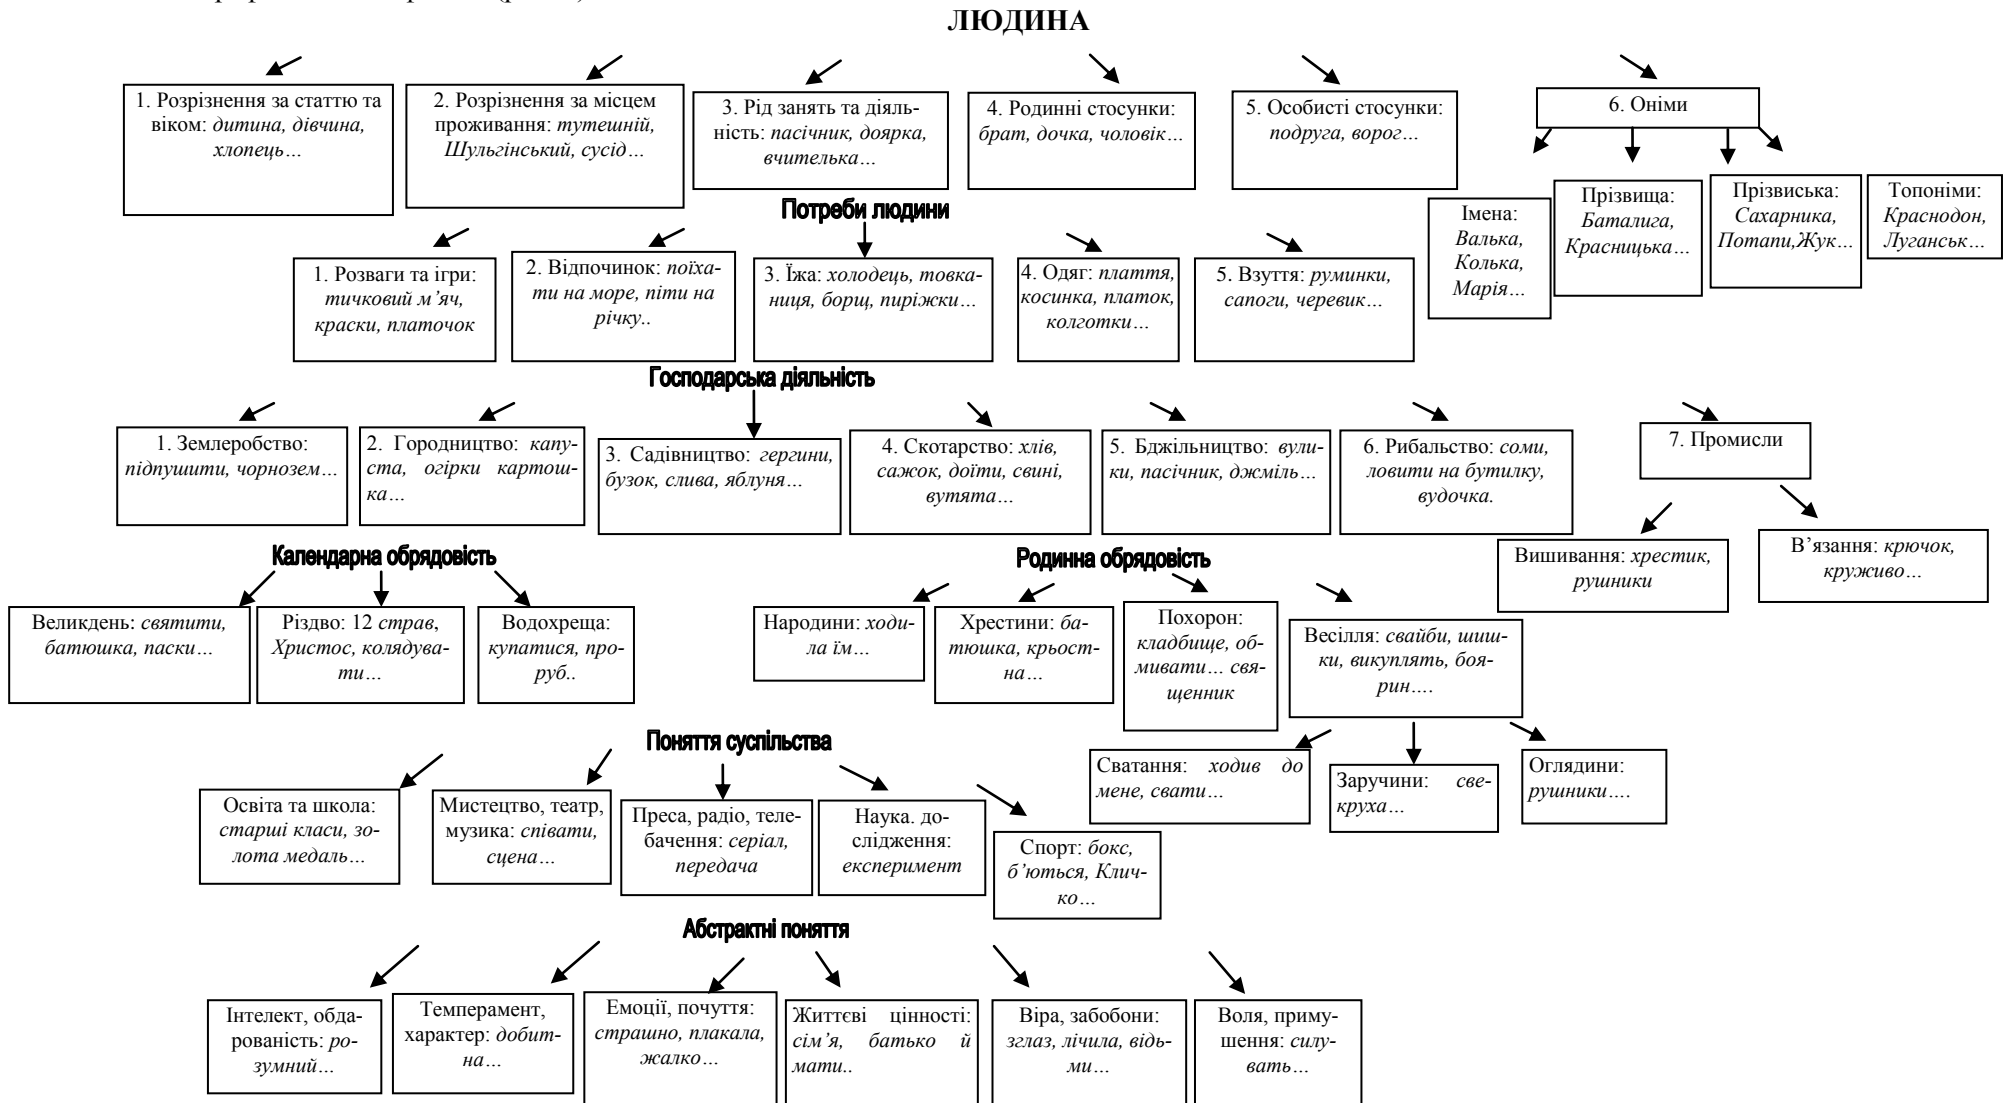 ЛЮДИНА
1. Розрізнення за статтю та
віком: дитина, дівчина,
хлопець…
2. Розрізнення за місцем
проживання: тутешній,
Шульгінський, сусід…
3. Рід занять та діяль-
ність: пасічник, доярка,
вчителька…
4. Родинні стосунки:
брат, дочка, чоловік…
5. Особисті стосунки:
подруга, ворог…
6. Оніми
Імена:
Валька,
Колька,
Марія…
Прізвища:
Баталига,
Красницька…
Прізвиська:
Сахарника,
Потапи,Жук…
Топоніми:
Краснодон,
Луганськ…
Потреби людини
1. Розваги та ігри:
тичковий м’яч,
краски, платочок
2. Відпочинок: поїха-
ти на море, піти на
річку..
3. Їжа: холодець, товка-
ниця, борщ, пиріжки…
4. Одяг: плаття,
косинка, платок,
колготки…
5. Взуття: руминки,
сапоги, черевик…
Господарська діяльність
1. Землеробство:
підпушити, чорнозем…
2. Городництво: капу-
ста, огірки картош-
ка…
3. Садівництво: гергини,
бузок, слива, яблуня…
4. Скотарство: хлів,
сажок, доїти, свині,
вутята…
5. Бджільництво: вули-
ки, пасічник, джміль…
6. Рибальство: соми,
ловити на бутилку,
вудочка.
7. Промисли
Вишивання: хрестик,
рушники
В’язання: крючок,
круживо…
Календарна обрядовість
Великдень: святити,
батюшка, паски…
Різдво: 12 страв,
Христос, колядува-
ти…
Водохреща:
купатися, про-
руб..
Родинна обрядовість
Народини: ходи-
ла їм…
Хрестини: ба-
тюшка, крьост-
на…
Похорон:
кладбище, об-
мивати… свя-
щенник
Весілля: свайби, шиш-
ки, викуплять, боя-
рин….
Сватання: ходив до
мене, свати…
Заручини: све-
круха…
Оглядини:
рушники….
Поняття суспільства
Освіта та школа:
старші класи, зо-
лота медаль…
Мистецтво, театр,
музика: співати,
сцена…
Преса, радіо, теле-
бачення: серіал,
передача
Наука. до-
слідження:
експеримент
Спорт: бокс,
б’ються, Клич-
ко…
Абстрактні поняття
Інтелект, обда-
рованість: ро-
зумний…
Темперамент,
характер: добит-
на…
Емоції, почуття:
страшно, плакала,
жалко…
Життєві цінності:
сім’я, батько й
мати..
Віра, забобони:
зглаз, лічила, відь-
ми…
Воля, приму-
шення: силу-
вать…